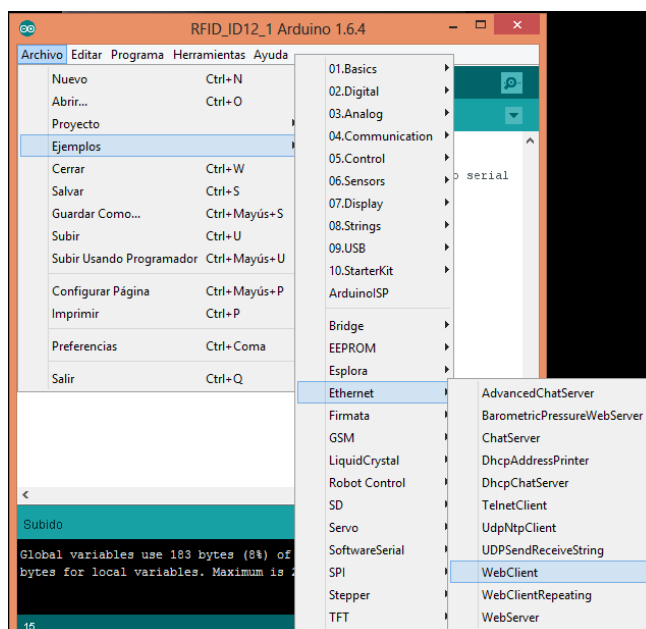 RFID_ID12_1 Arduino 1.6.4
Archivo Editar Programa Herramientas Ayuda
Nuevo Ctrl+N
Abrir... Ctrl+O
Proyecto
Ejemplos
Cerrar Ctrl+W
Salvar Ctrl+S
Guardar Como... Ctrl+Mayús+S
Subir Ctrl+U
Subir Usando Programador Ctrl+Mayús+U
Configurar Página Ctrl+Mayús+P
Imprimir Ctrl+P
Preferencias Ctrl+Coma
Salir Ctrl+Q
01.Basics
02.Digital
03.Analog
04.Communication
05.Control
06.Sensors
07.Display
08.Strings
09.USB
10.StarterKit
ArduinoISP
Bridge
EEPROM
Esplora
Ethernet
Firmata
GSM
LiquidCrystal
Robot Control
SD
Servo
SoftwareSerial
SPI
Stepper
TFT
AdvancedChatServer
BarometricPressureWebServer
ChatServer
DhcpAddressPrinter
DhcpChatServer
TelnetClient
UdpNtpClient
UDPSendReceiveString
WebClient
WebClientRepeating
WebServer
o serial
Subido
Global variables use 183 bytes (8%) of
bytes for local variables. Maximum is
15